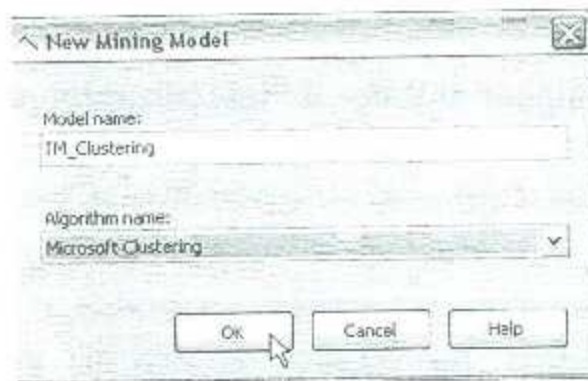 New Mining Model
Model name:
TM_Clustering
Algorithm name:
Microsoft Clustering
OK
Cancel
Help